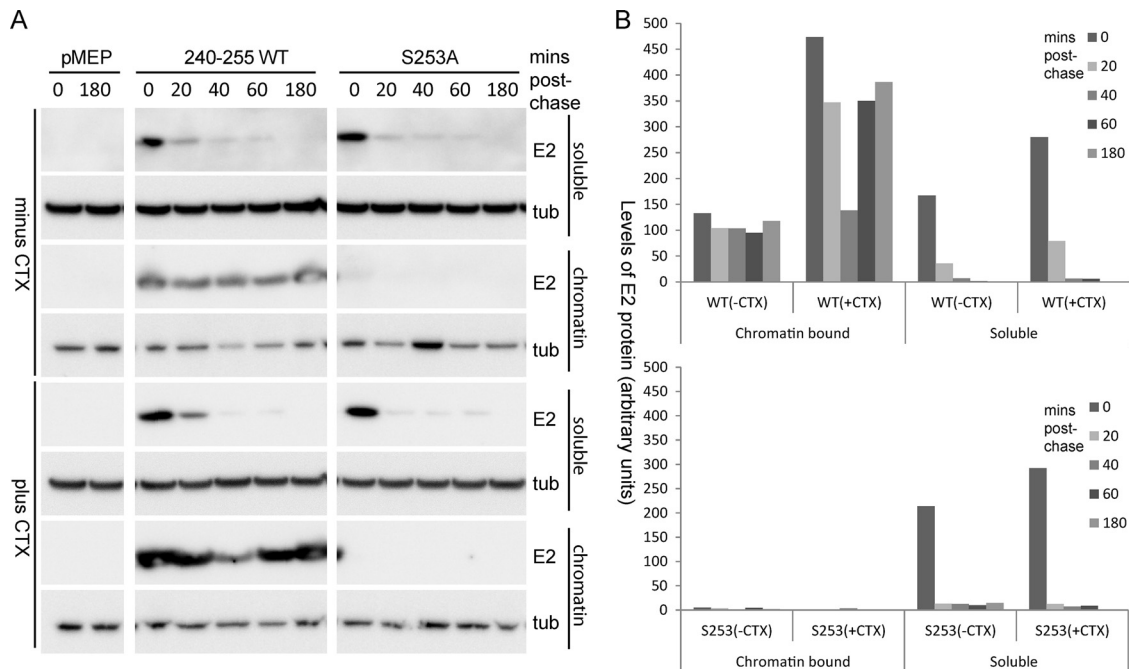 A
pMEP 240-255 WT S253A mins
0 180 0 20 40 60 180 0 20 40 60 180 post-
chase
minus CTX
E2
tub
soluble
E2
tub
chromatin
plus CTX
E2
tub
soluble
E2
tub
chromatin
B
Levels of E2 protein (arbitrary units)
500
450
400
350
300
250
200
150
100
50
0
mins
post-
chase
0
20
40
60
180
WT(-CTX) WT(+CTX) WT(-CTX) WT(+CTX)
Chromatin bound Soluble
500
450
400
350
300
250
200
150
100
50
0
mins
post-
chase
0
20
40
60
180
S253(-CTX) S253(+CTX) S253(-CTX) S253(+CTX)
Chromatin bound Soluble